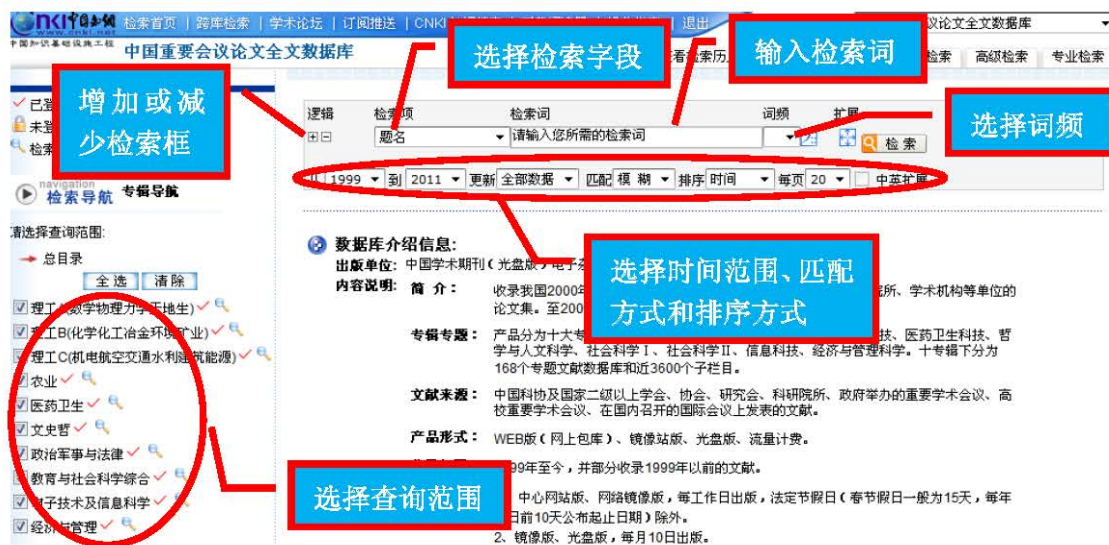 CNKI中国知网
中国知识基础设施工程
检索首页 | 跨库检索 | 学术论坛 | 订阅推送 | CNKI
退出
议论文全文数据库
中国重要会议论文全文数据库
看检索历
检索 高级检索 专业检索
选择检索字段
输入检索词
增加或减
少检索框
选择词频
已登
未登
检索
逻辑 检索项 检索词 词频 扩展
题名 请输入您所需的检索词 检索
1999 到 2011 更新 全部数据 匹配 模糊 排序 时间 每页 20 中英扩展
navigation
检索导航 专辑导航
请选择查询范围:
总目录
全选 清除
理工A(数学物理力学天地生)
理工B(化学化工冶金环境矿业)
理工C(机电航空交通水利建筑能源)
农业
医药卫生
文史哲
政治军事与法律
教育与社会科学综合
电子技术及信息科学
经济与管理
选择查询范围
选择时间范围、匹配
方式和排序方式
数据库介绍信息:
出版单位: 中国学术期刊(光盘版)电子杂
内容说明: 简 介: 收录我国2000年 院所、学术机构等单位的
论文集。至200
专辑专题: 产品分为十大专 技、医药卫生科技、哲
学与人文科学、社会科学Ⅰ、社会科学Ⅱ、信息科技、经济与管理科学。十专辑下分为
168个专题文献数据库和近3600个子栏目。
文献来源: 中国科协及国家二级以上学会、协会、研究会、科研院所、政府举办的重要学术会议、高
校重要学术会议、在国内召开的国际会议上发表的文献。
产品形式: WEB版(网上包库)、镜像站版、光盘版、流量计费。
99年至今,并部分收录1999年以前的文献。
中心网站版、网络镜像版,每工作日出版,法定节假日(春节假日一般为15天,每年
日前10天公布起止日期)除外。
2、镜像版、光盘版,每月10日出版。